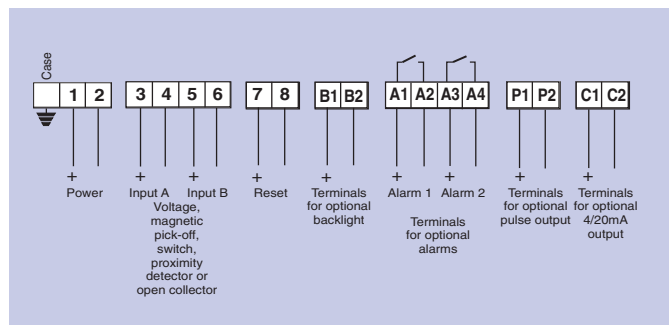 Case
1 2 3 4 5 6 7 8 B1 B2 A1 A2 A3 A4 P1 P2 C1 C2
+ + + + + + + + +
Power
Input A Input B
Voltage,
magnetic
pick-off,
switch,
proximity
detector or
open collector
Reset
Terminals
for optional
backlight
Alarm 1 Alarm 2
Terminals
for optional
alarms
Terminals
for optional
pulse output
Terminals
for optional
4/20mA
output